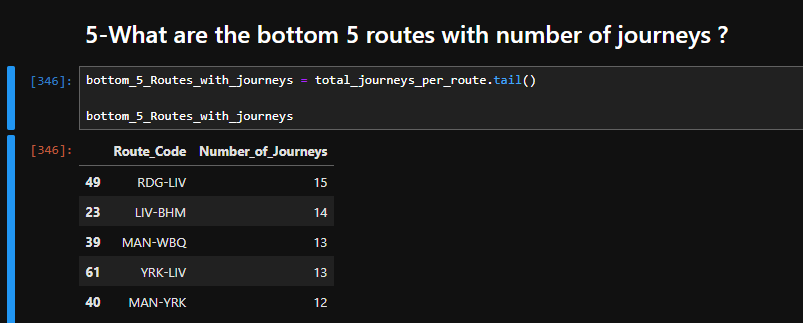 5-What are the bottom 5 routes with number of journeys ?
[346]: bottom_5_Routes_with_journeys = total_journeys_per_route.tail()
bottom_5_Routes_with_journeys
[346]: Route_Code Number_of_Journeys
49 RDG-LIV 15
23 LIV-BHM 14
39 MAN-WBQ 13
61 YRK-LIV 13
40 MAN-YRK 12